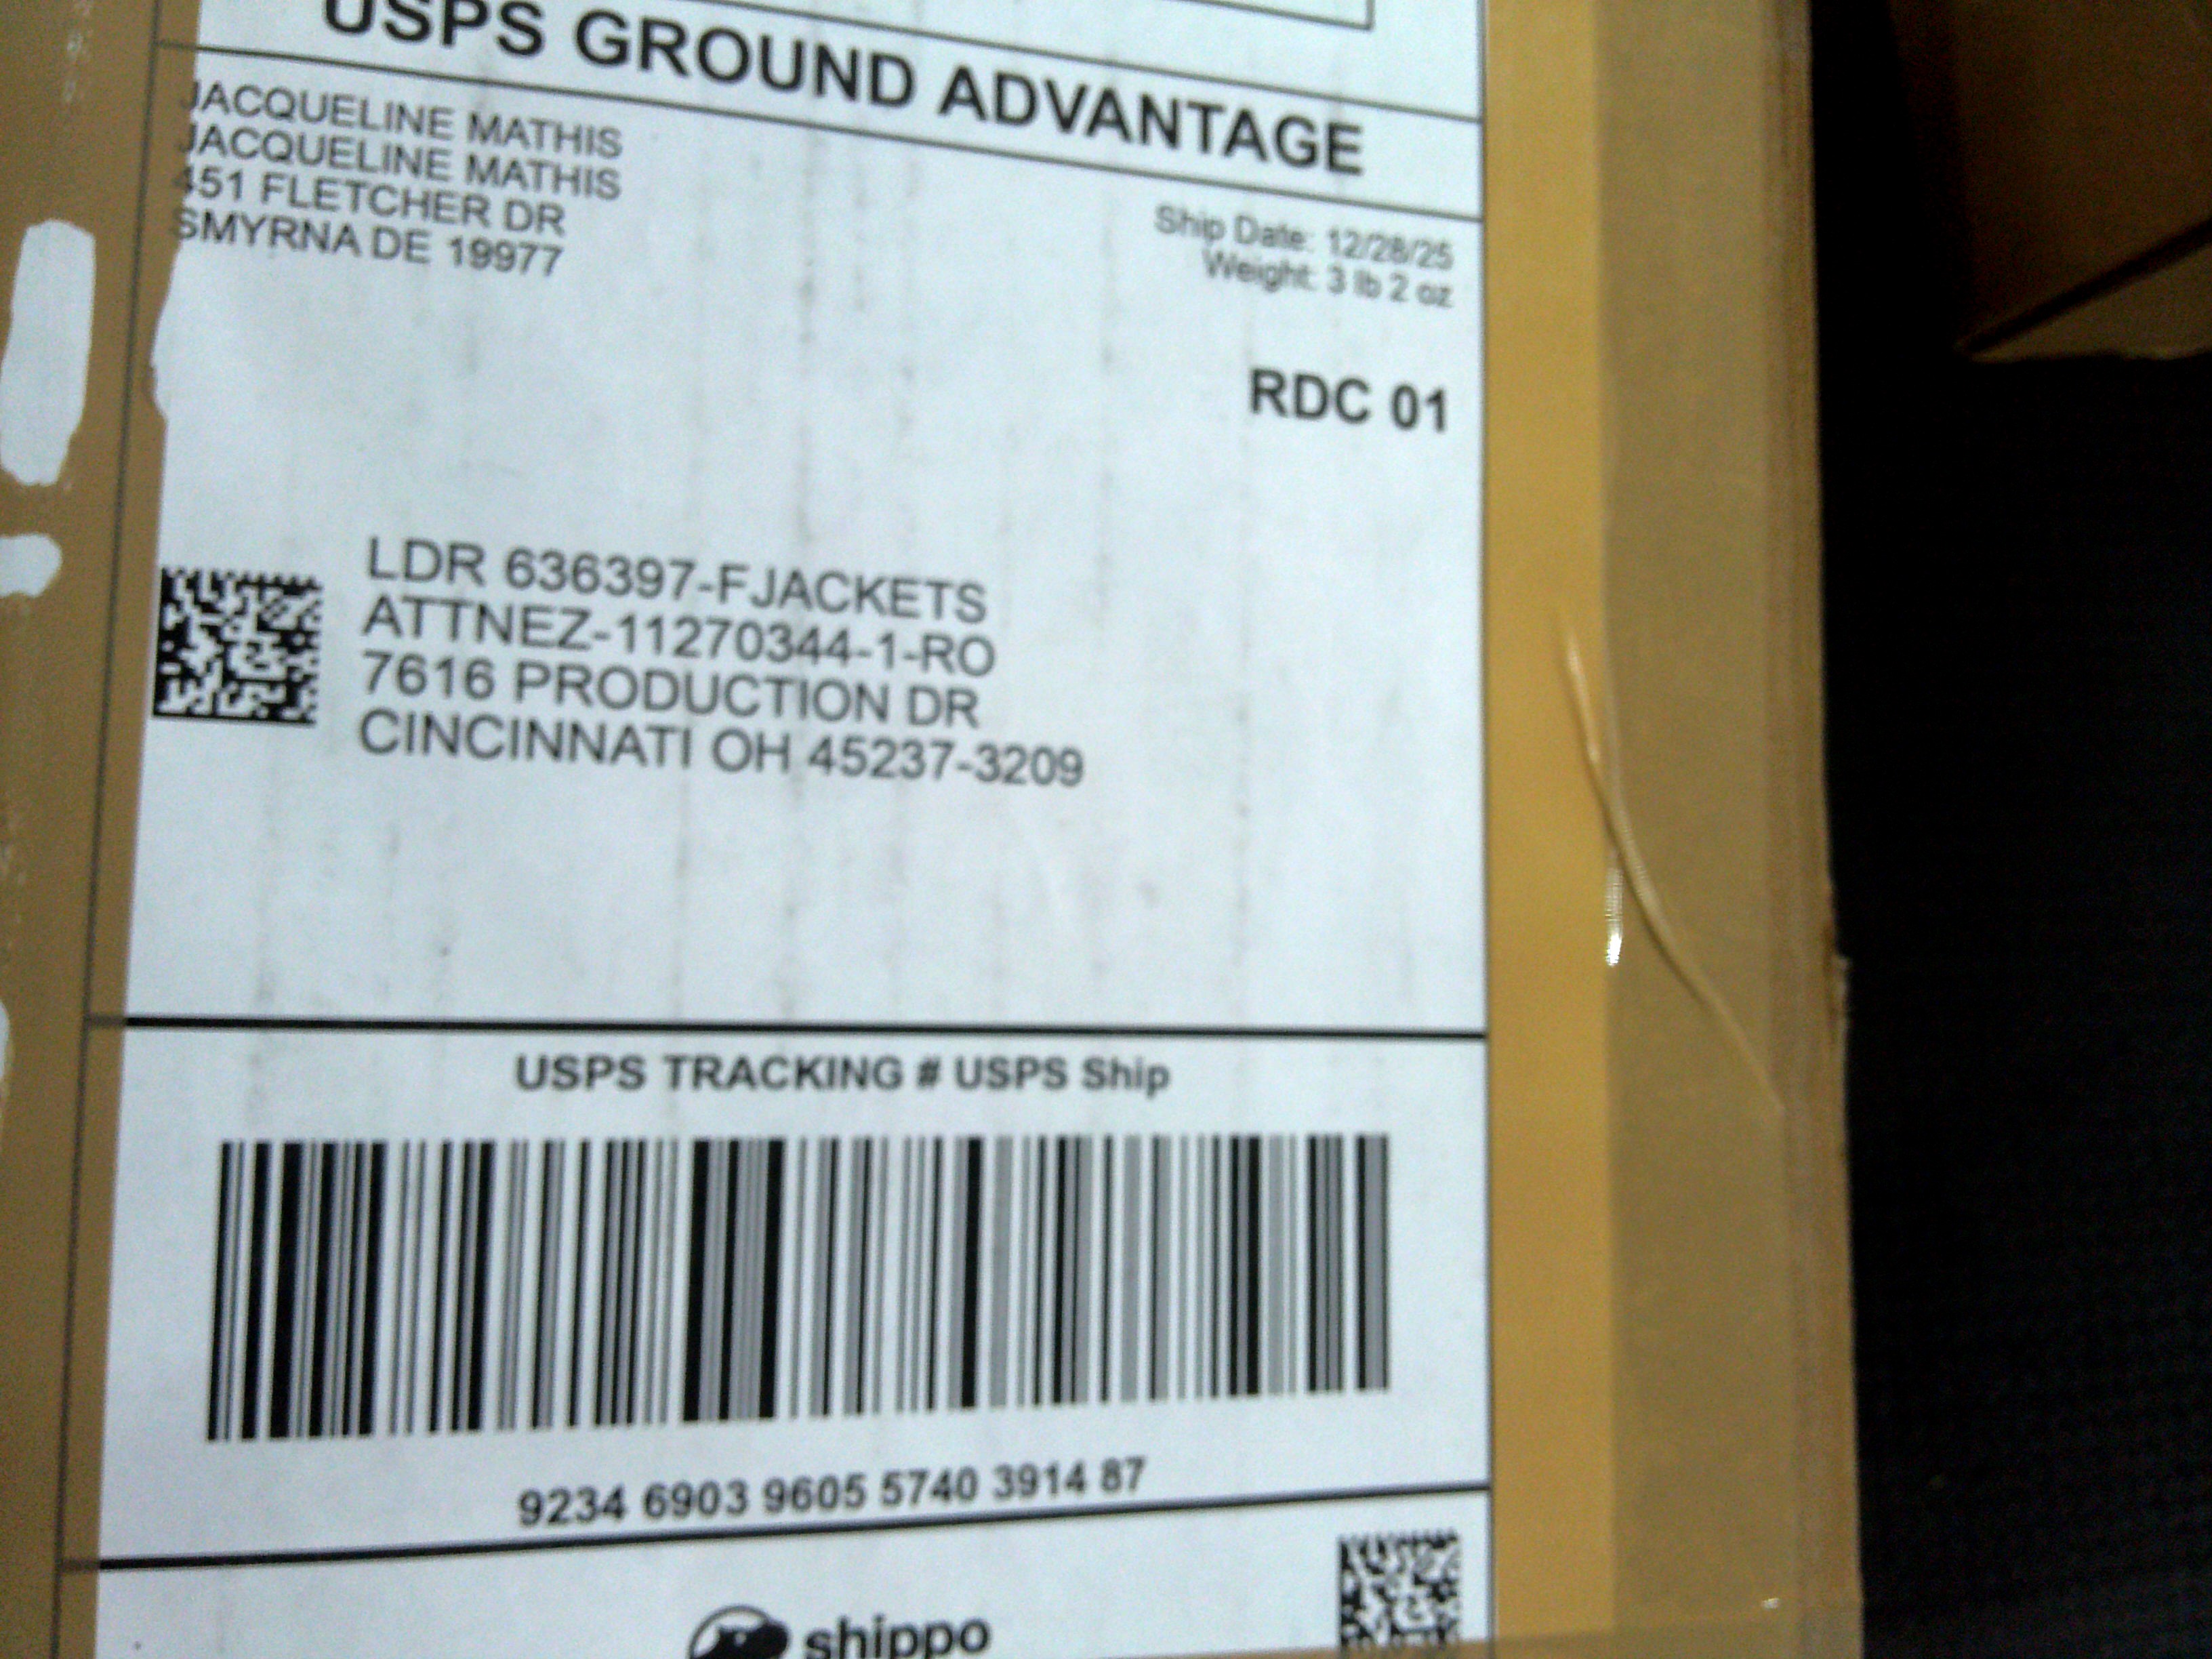 USPS GROUND ADVANTAGE
JACQUELINE MATHIS
JACQUELINE MATHIS
451 FLETCHER DR
SMYRNA DE 19977
Ship Date: 12/28/25
Weight: 3 lb 2 oz
RDC 01
LDR 636397-FJACKETS
ATTNEZ-11270344-1-RO
7616 PRODUCTION DR
CINCINNATI OH 45237-3209
USPS TRACKING # USPS Ship
9234 6903 9605 5740 3914 87
shippo